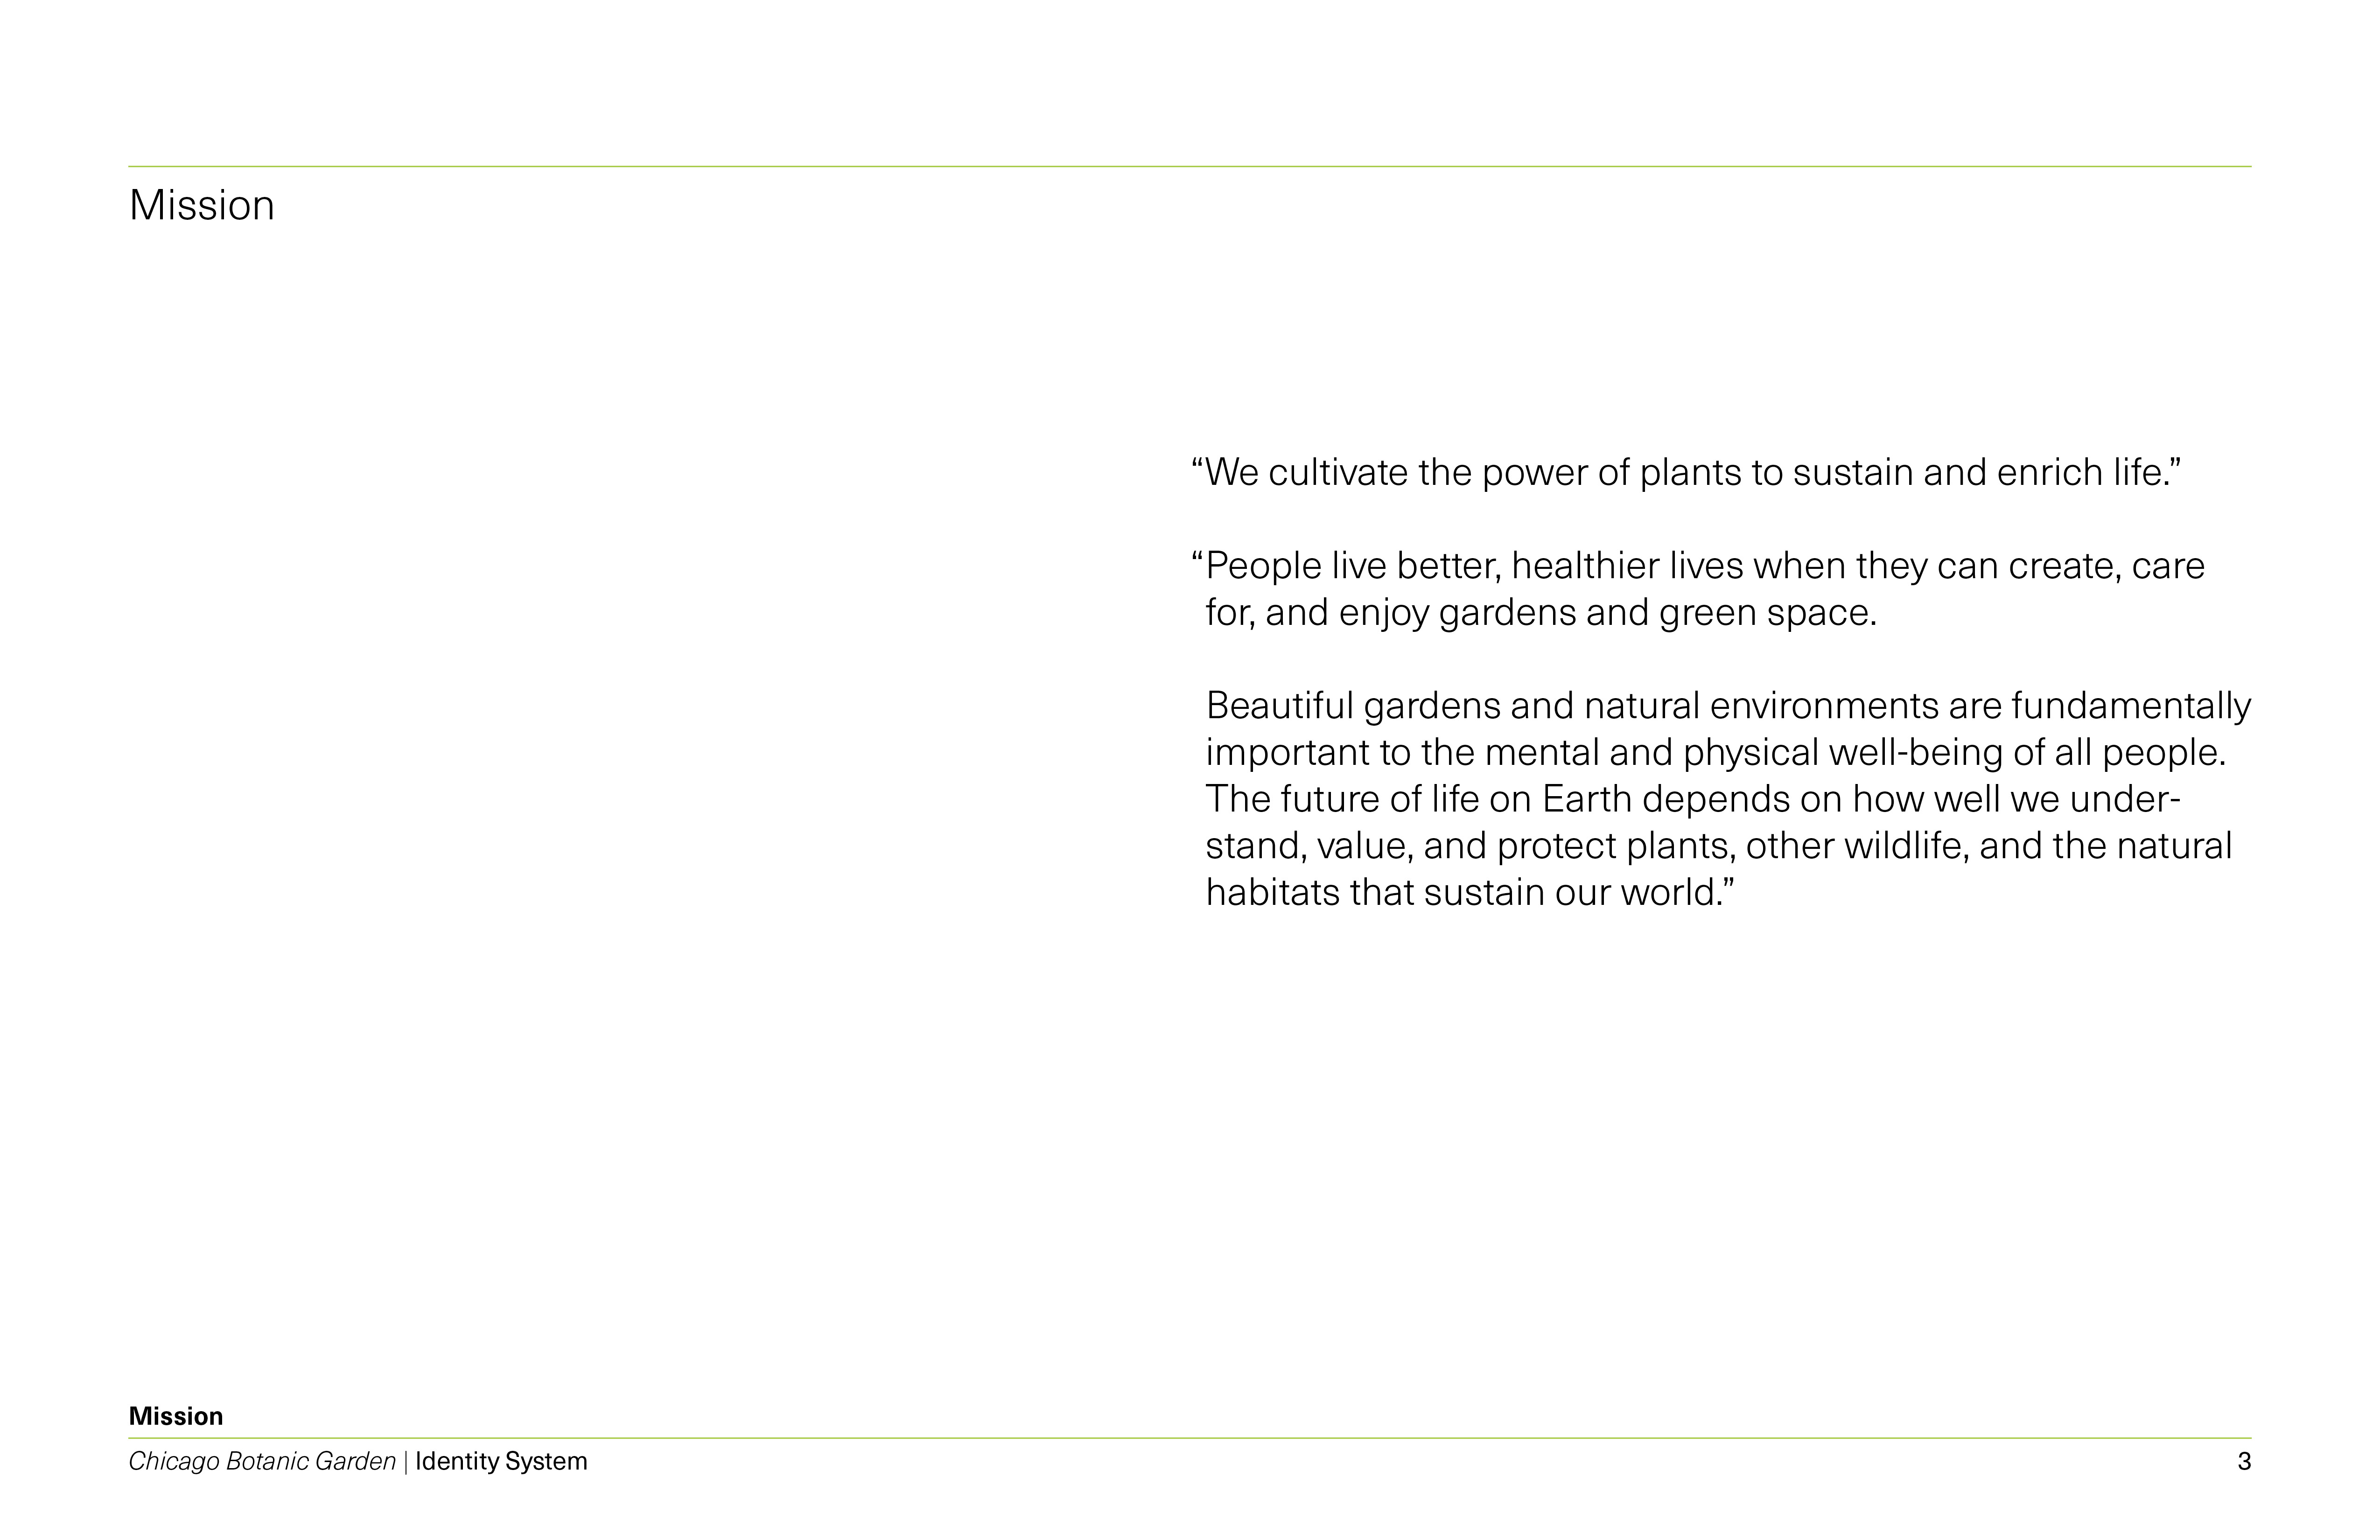 Mission
“We cultivate the power of plants to sustain and enrich life.”
“People live better, healthier lives when they can create, care
for, and enjoy gardens and green space.
Beautiful gardens and natural environments are fundamentally
important to the mental and physical well-being of all people.
The future of life on Earth depends on how well we under-
stand, value, and protect plants, other wildlife, and the natural
habitats that sustain our world.”
Mission
Chicago Botanic Garden | Identity System
3